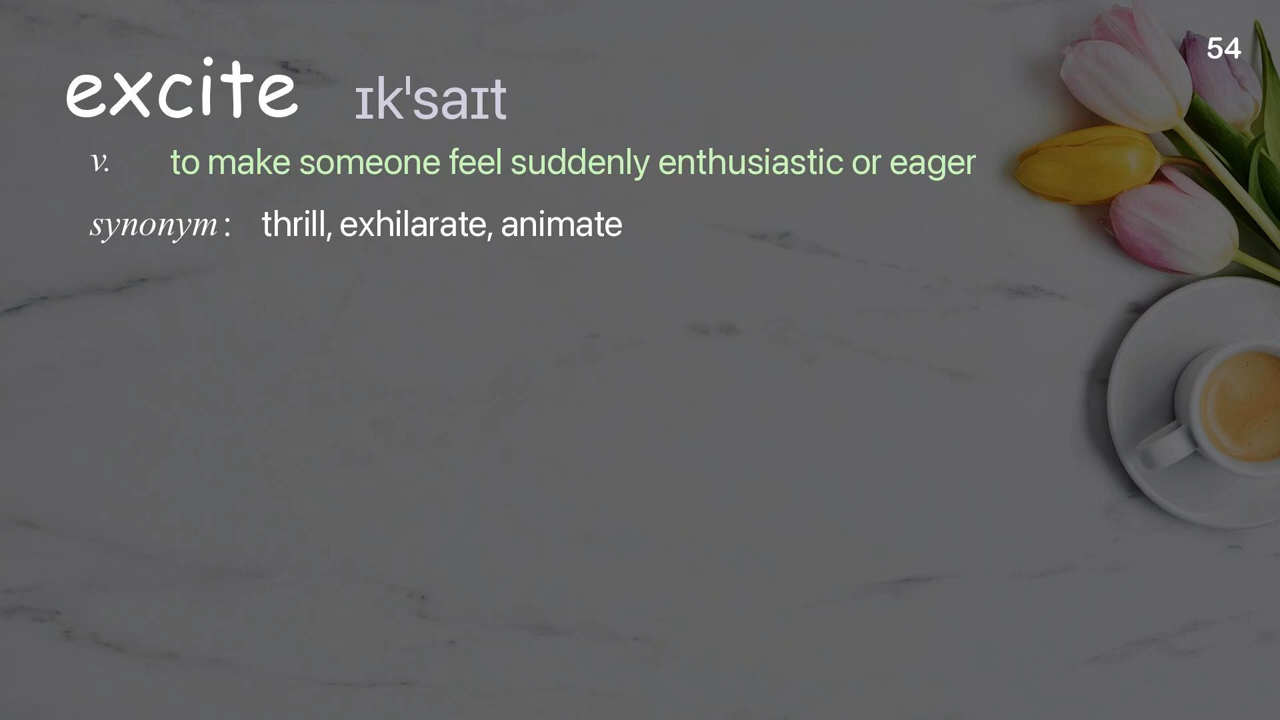 54
excite ɪkˈsaɪt
v. to make someone feel suddenly enthusiastic or eager
synonym: thrill, exhilarate, animate